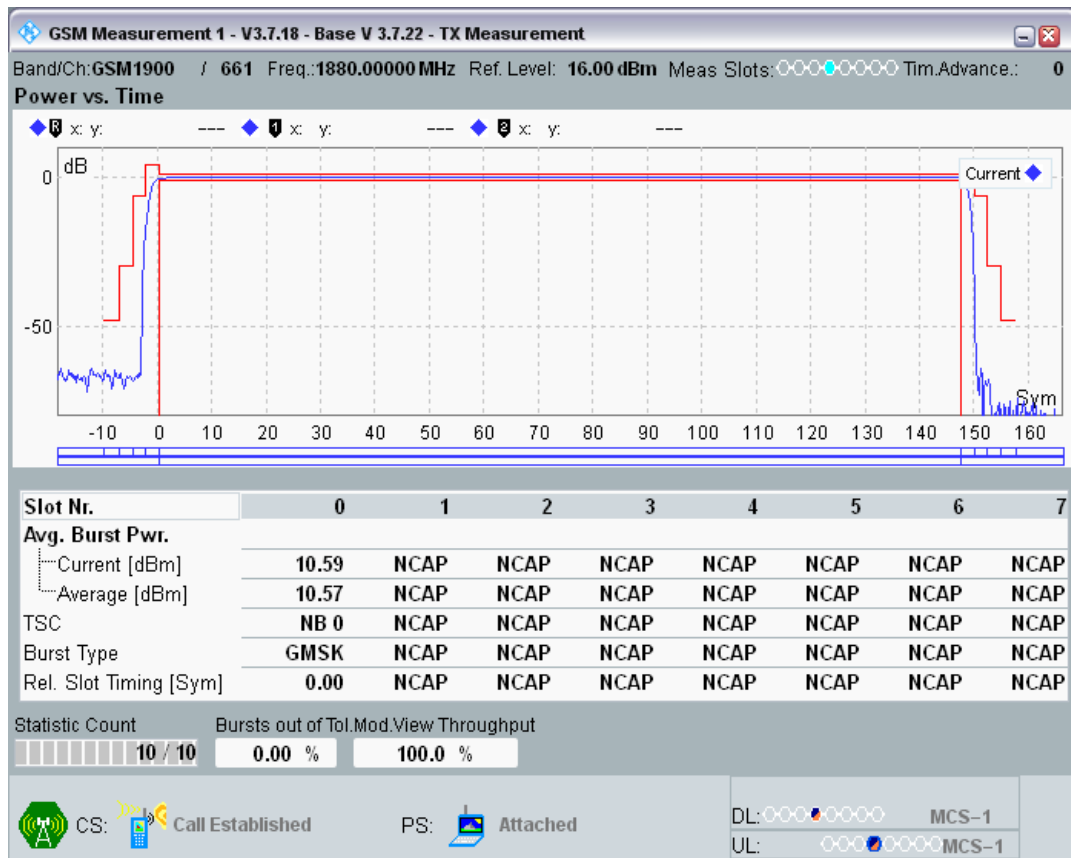 GSM Measurement 1 - V3.7.18 - Base V 3.7.22 - TX Measurement
Band/Ch:GSM1900 / 661 Freq.:1880.00000 MHz Ref. Level: 16.00 dBm Meas Slots: Tim.Advance.: 0
Power vs. Time
R x: y: --- 1 x: y: --- 2 x: y: ---
dB
0
Current
-50
Sym
-10 0 10 20 30 40 50 60 70 80 90 100 110 120 130 140 150 160
Slot Nr. 0 1 2 3 4 5 6 7
Avg. Burst Pwr.
Current [dBm] 10.59 NCAP NCAP NCAP NCAP NCAP NCAP NCAP
Average [dBm] 10.57 NCAP NCAP NCAP NCAP NCAP NCAP NCAP
TSC NB 0 NCAP NCAP NCAP NCAP NCAP NCAP NCAP
Burst Type GMSK NCAP NCAP NCAP NCAP NCAP NCAP NCAP
Rel. Slot Timing [Sym] 0.00 NCAP NCAP NCAP NCAP NCAP NCAP NCAP
Statistic Count Bursts out of Tol. Mod.View Throughput
10 / 10 0.00 % 100.0 %
CS: Call Established PS: Attached DL: MCS-1
UL: MCS-1